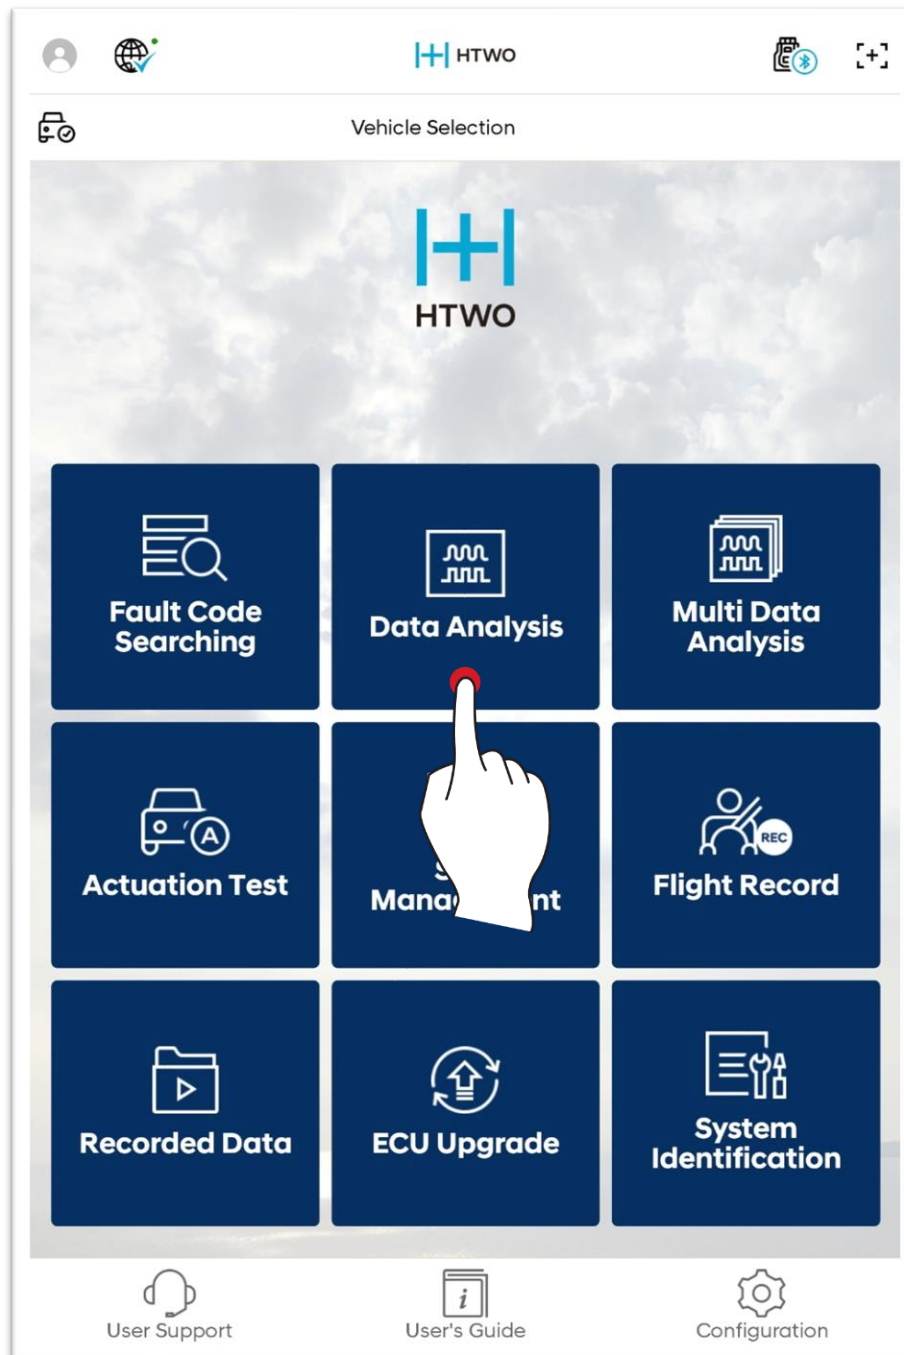 HTWO
Vehicle Selection
HTWO
Fault Code
Searching
Data Analysis
Multi Data
Analysis
Actuation Test
Flight Record
Recorded Data
ECU Upgrade
System
Identification
User Support
User's Guide
Configuration
A
REC
i